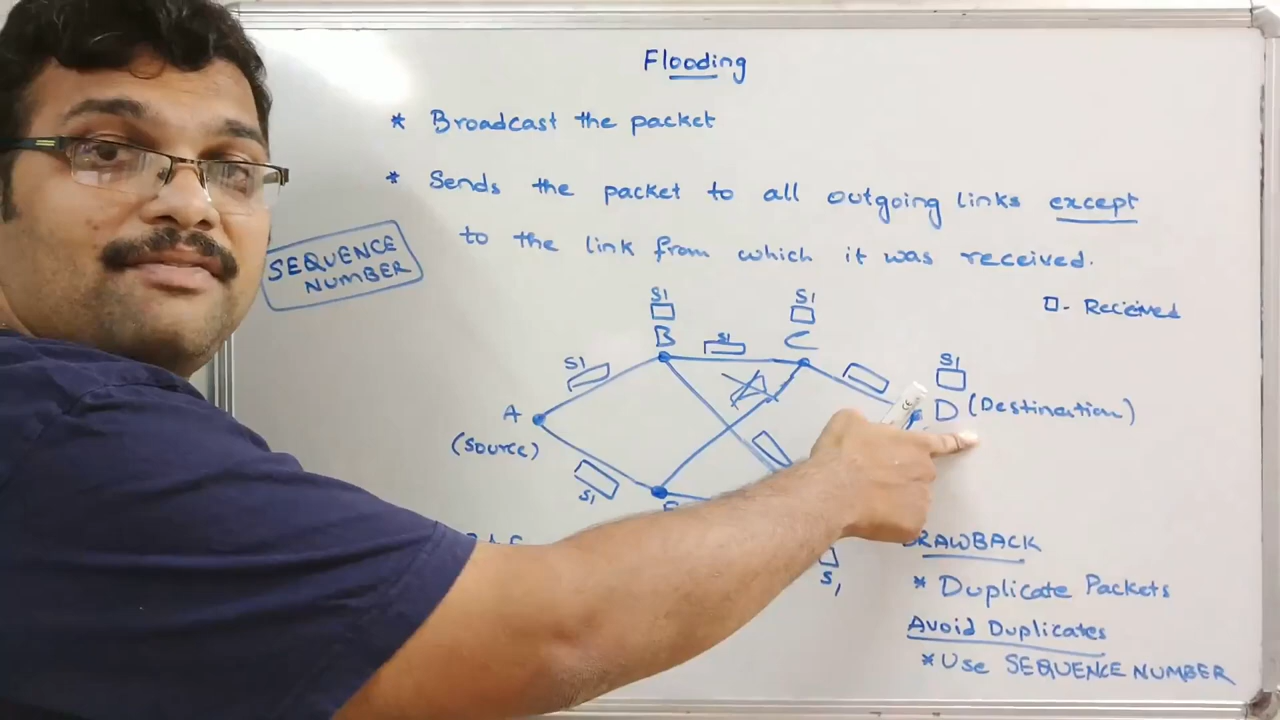 Flooding
* Broadcast the packet
* Sends the packet to all outgoing links except
to the link from which it was received.
SEQUENCE
NUMBER
□ - Received
S1
S1
B
C
S1
S1
S1
A
D (Destination)
(Source)
S1
S1
DRAWBACK
* Duplicate Packets
Avoid Duplicates
* Use SEQUENCE NUMBER